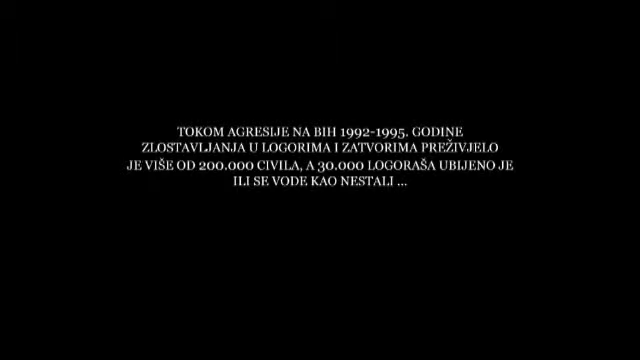 TOKOM AGRESIJE NA BIH 1992-1995. GODINE
ZLOSTAVLJANJA U LOGORIMA I ZATVORIMA PREŽIVJELO
JE VIŠE OD 200.000 CIVILA, A 30.000 LOGORAŠA UBIJENO JE
ILI SE VODE KAO NESTALI ...